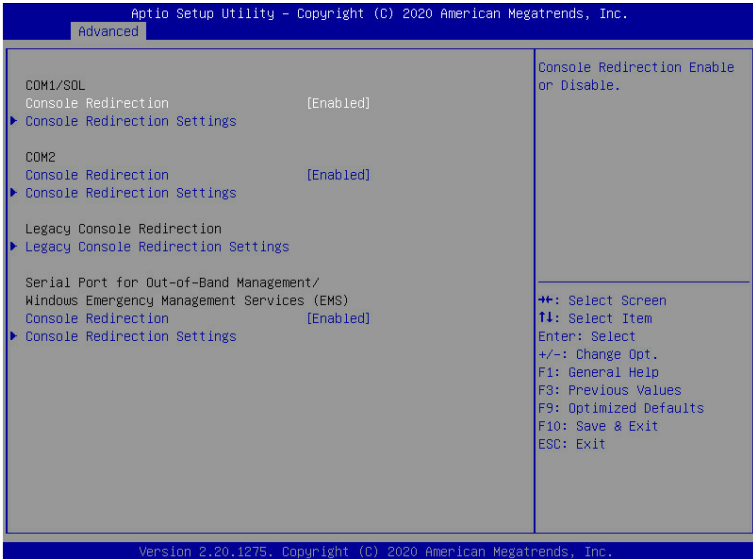 Aptio Setup Utility – Copyright (C) 2020 American Megatrends, Inc.
Advanced
COM1/SOL
Console Redirection [Enabled]
Console Redirection Settings
COM2
Console Redirection [Enabled]
Console Redirection Settings
Legacy Console Redirection
Legacy Console Redirection Settings
Serial Port for Out-of-Band Management/
Windows Emergency Management Services (EMS)
Console Redirection [Enabled]
Console Redirection Settings
Console Redirection Enable
or Disable.
→←: Select Screen
↑↓: Select Item
Enter: Select
+/-: Change Opt.
F1: General Help
F3: Previous Values
F9: Optimized Defaults
F10: Save & Exit
ESC: Exit
Version 2.20.1275. Copyright (C) 2020 American Megatrends, Inc.